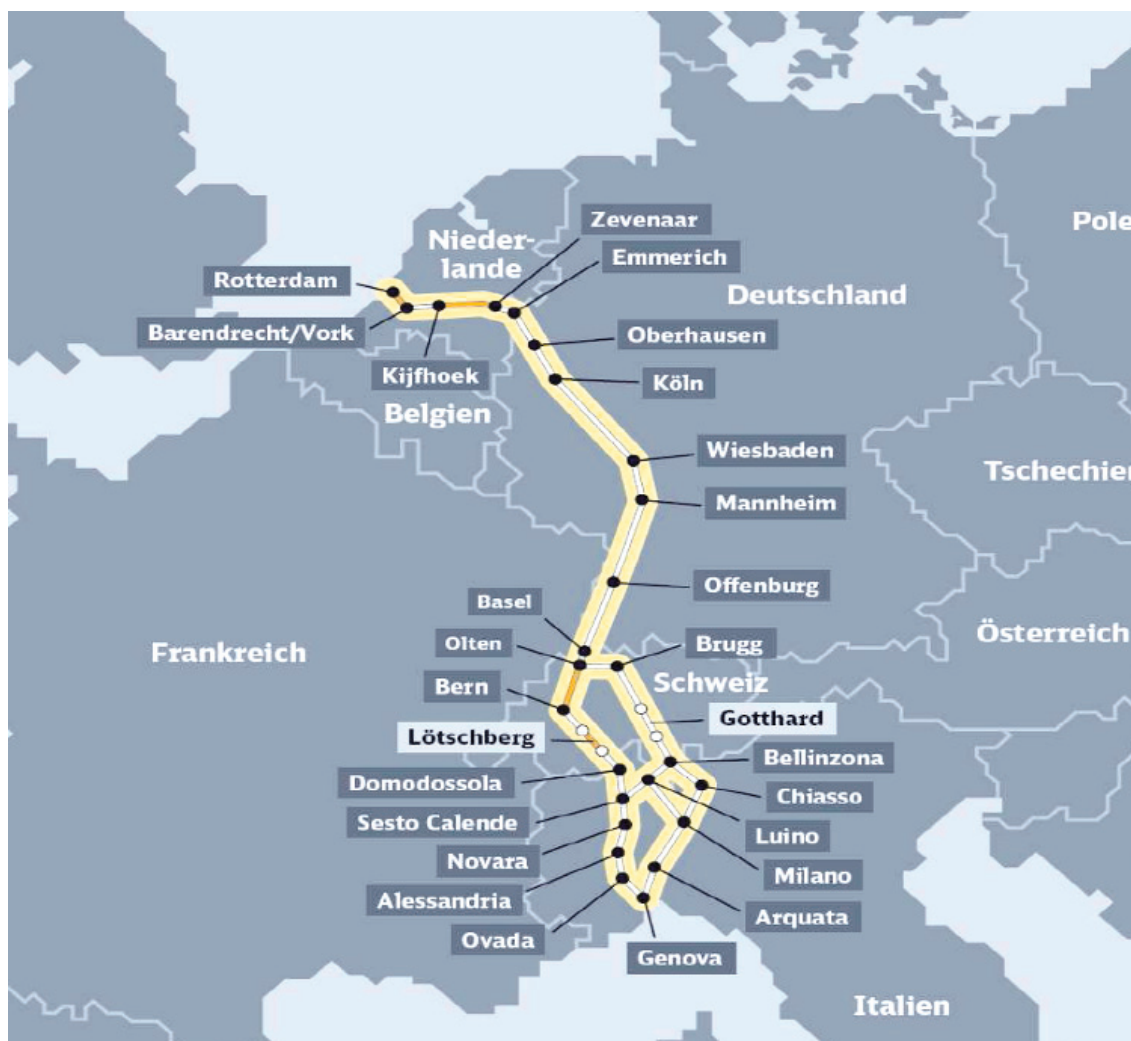 Zevenaar
Nieder-
lande
Emmerich
Pole
Rotterdam
Deutschland
Barendrecht/Vork
Oberhausen
Kijfhoek
Köln
Belgien
Wiesbaden
Tschechien
Mannheim
Offenburg
Basel
Olten
Brugg
Österreich
Frankreich
Bern
Schweiz
Gotthard
Lötschberg
Bellinzona
Domodossola
Chiasso
Sesto Calende
Luino
Novara
Milano
Alessandria
Arquata
Ovada
Genova
Italien